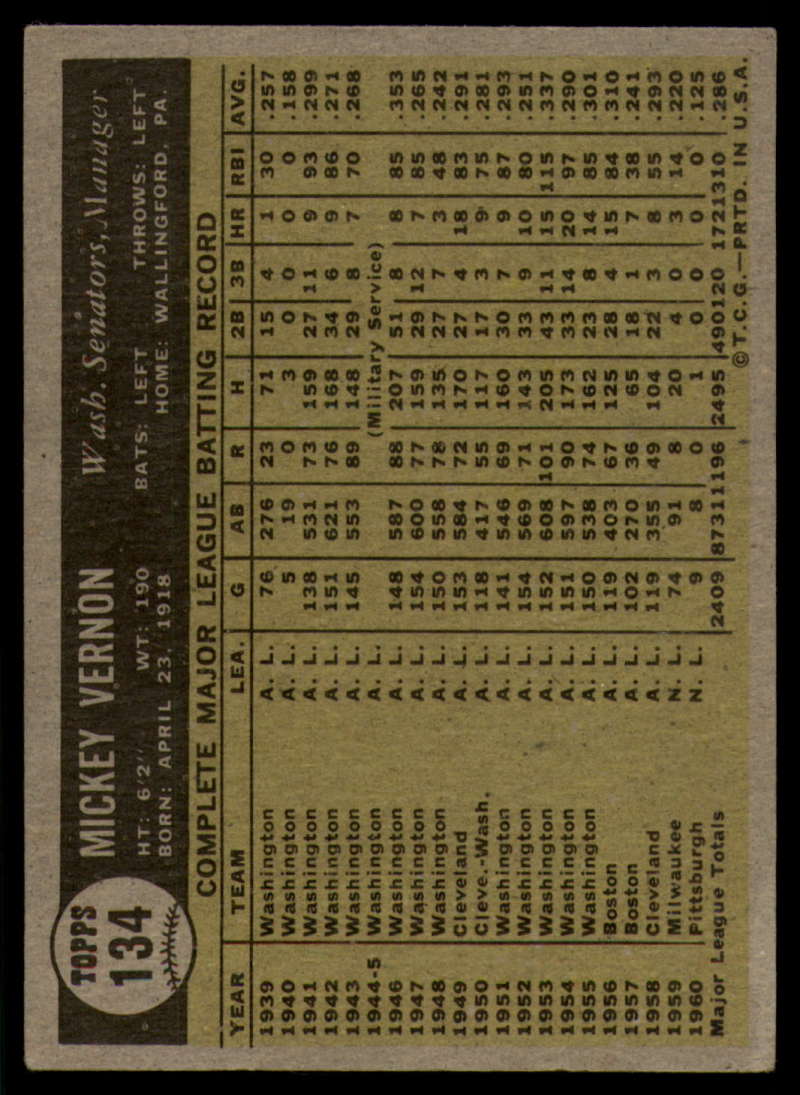 TOPPS
134
MICKEY VERNON Wash. Senators, Manager
HT: 6'2" WT: 190 BATS: LEFT THROWS: LEFT
BORN: APRIL 23, 1918 HOME: WALLINGFORD, PA.
COMPLETE MAJOR LEAGUE BATTING RECORD
YEAR TEAM LEA. G AB R H 2B 3B HR RBI AVG.
1939 Washington A. L. 76 276 23 71 15 4 1 30 .257
1940 Washington A. L. 5 19 0 3 0 0 0 0 .158
1941 Washington A. L. 138 531 73 159 27 11 9 93 .299
1942 Washington A. L. 151 621 76 168 34 6 9 86 .271
1943 Washington A. L. 145 553 89 148 29 8 7 70 .268
1944-5 Washington A. L. (Military Service)
1946 Washington A. L. 148 587 88 207 51 8 8 85 .353
1947 Washington A. L. 154 600 77 159 29 12 7 85 .265
1948 Washington A. L. 150 558 78 135 27 7 3 48 .242
1949 Cleveland A. L. 153 584 72 170 27 4 18 83 .291
1950 Cleve.-Wash. A. L. 118 417 55 117 17 3 9 75 .281
1951 Washington A. L. 141 546 69 160 30 7 9 87 .293
1952 Washington A. L. 154 569 71 143 33 9 10 80 .251
1953 Washington A. L. 152 608 101 205 43 11 15 115 .337
1954 Washington A. L. 151 597 90 173 33 14 20 97 .290
1955 Washington A. L. 150 538 74 162 23 8 14 85 .301
1956 Boston A. L. 119 403 67 125 28 4 15 84 .310
1957 Boston A. L. 102 270 36 65 18 1 7 38 .241
1958 Cleveland A. L. 119 355 49 104 22 3 8 55 .293
1959 Milwaukee N. L. 74 91 8 20 4 0 3 14 .220
1960 Pittsburgh N. L. 9 8 0 1 0 0 0 0 .125
Major League Totals 2409 8731 1196 2495 490 120 172 1310 .286
©T.C.G.—PRTD. IN U.S.A.